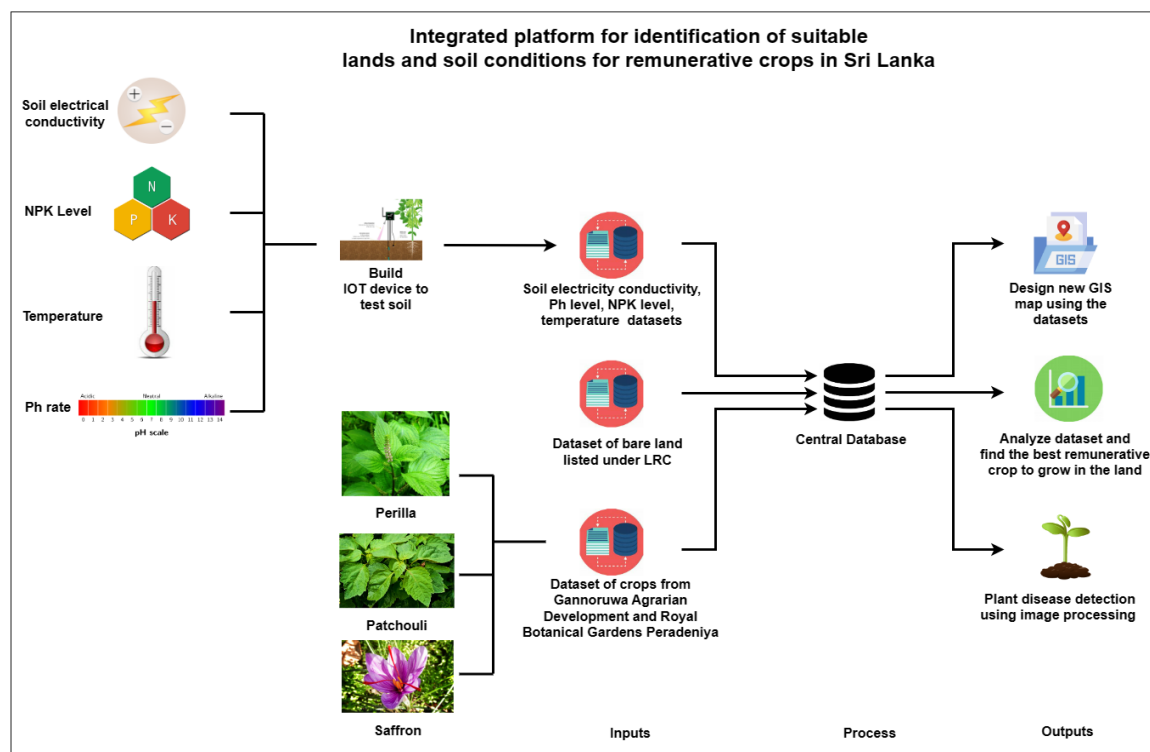 Integrated platform for identification of suitable
lands and soil conditions for remunerative crops in Sri Lanka
Soil electrical
conductivity
+
−
NPK Level
N
P
K
Temperature
Ph rate
Acidic
Neutral
Alkaline
0 1 2 3 4 5 6 7 8 9 10 11 12 13 14
pH scale
Build
IOT device to
test soil
Perilla
Patchouli
Saffron
Soil electricity conductivity,
Ph level, NPK level,
temperature datasets
Dataset of bare land
listed under LRC
Dataset of crops from
Gannoruwa Agrarian
Development and Royal
Botanical Gardens Peradeniya
Central Database
GIS
Design new GIS
map using the
datasets
Analyze dataset and
find the best remunerative
crop to grow in the land
Plant disease detection
using image processing
Inputs
Process
Outputs